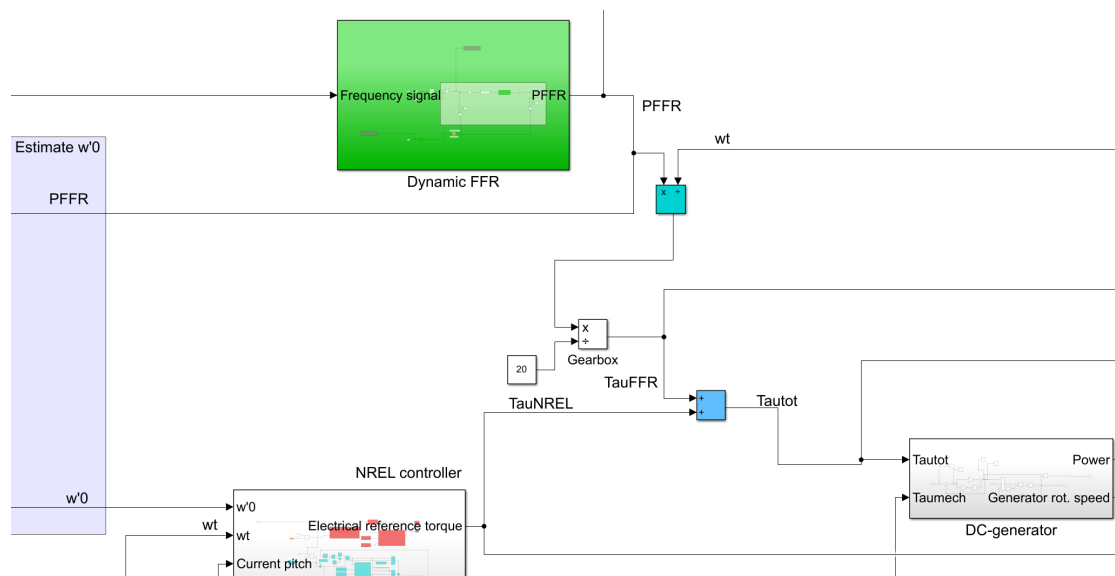 Frequency signal
PFFR
PFFR
Dynamic FFR
Estimate w'0
PFFR
wt
x ÷
x
÷
Gearbox
20
TauFFR
TauNREL
+
+
Tautot
NREL controller
w'0
w'0
wt
wt
Electrical reference torque
Current pitch
Tautot
Power
Taumech
Generator rot. speed
DC-generator